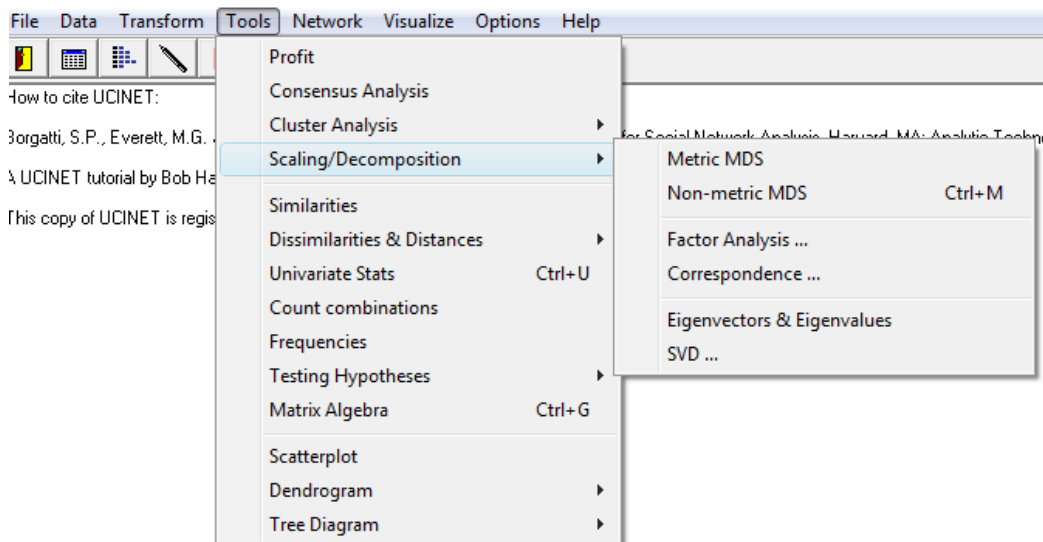 File Data Transform Tools Network Visualize Options Help
How to cite UCINET:
Borgatti, S.P., Everett, M.G. for Social Network Analysis. Harvard, MA: Analytic
A UCINET tutorial by Bob
This copy of UCINET is
Profit
Consensus Analysis
Cluster Analysis
Scaling/Decomposition
Similarities
Dissimilarities & Distances
Univariate Stats Ctrl+U
Count combinations
Frequencies
Testing Hypotheses
Matrix Algebra Ctrl+G
Scatterplot
Dendrogram
Tree Diagram
Metric MDS
Non-metric MDS Ctrl+M
Factor Analysis ...
Correspondence ...
Eigenvectors & Eigenvalues
SVD ...